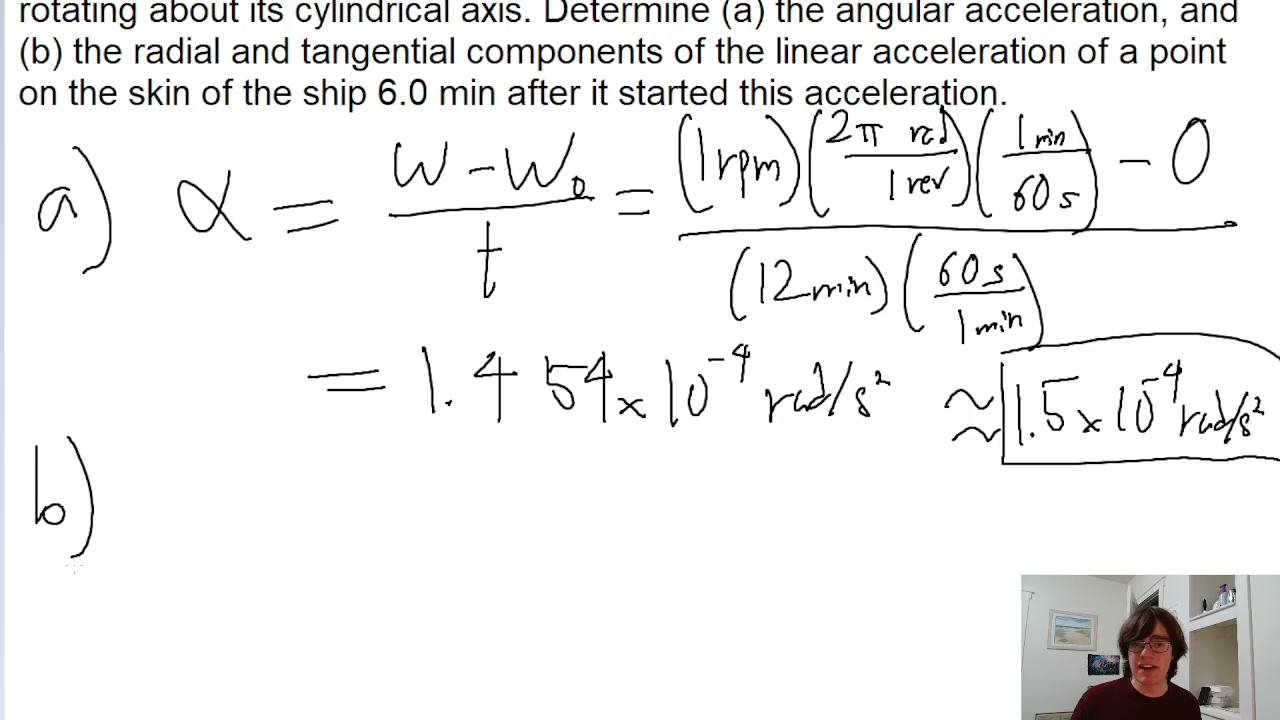 rotating about its cylindrical axis. Determine (a) the angular acceleration, and
(b) the radial and tangential components of the linear acceleration of a point
on the skin of the ship 6.0 min after it started this acceleration.
a) α = (w - w₀)/t = ((1 rpm)(2π rad/1 rev)(1 min/60 s) - 0)/((12 min)(60 s/1 min))
= 1.454 x 10⁻⁴ rad/s² ≈ 1.5 x 10⁻⁴ rad/s²
b)